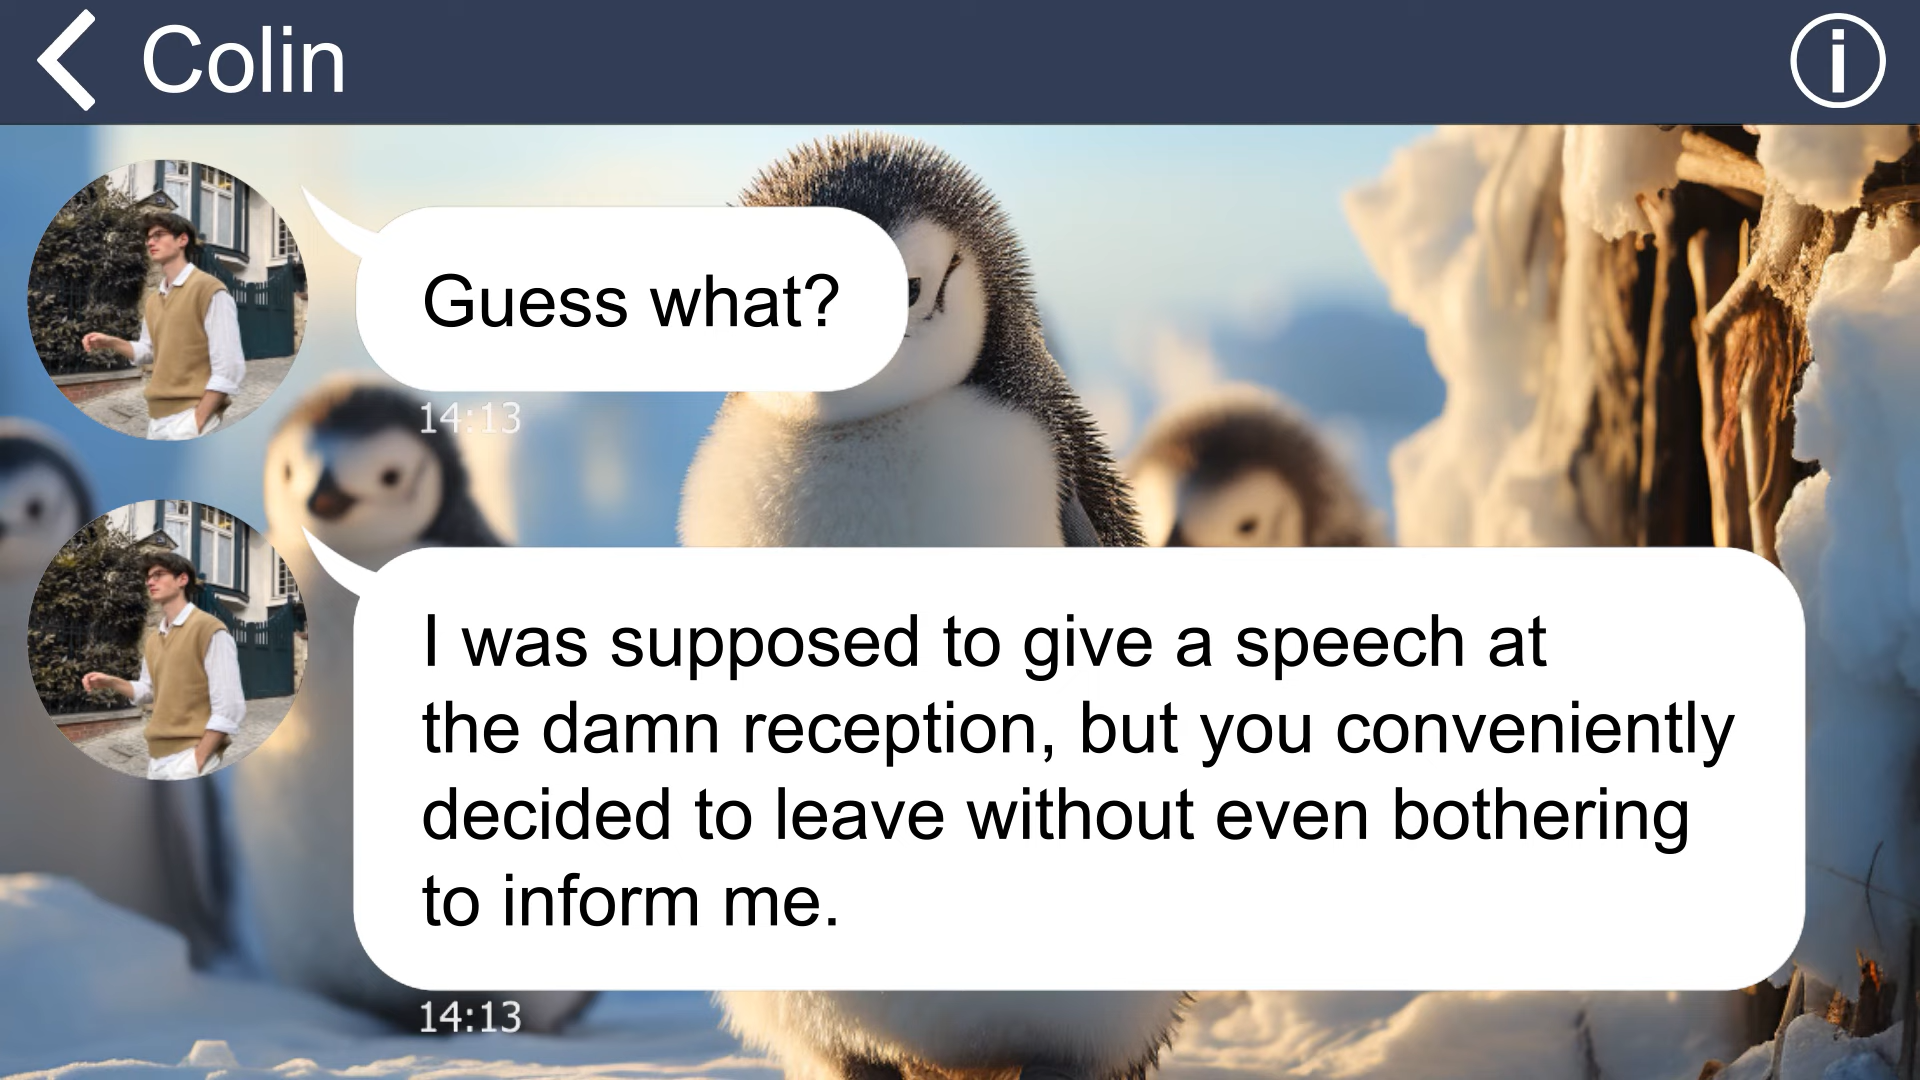 Colin
Guess what?
14:13
I was supposed to give a speech at
the damn reception, but you conveniently
decided to leave without even bothering
to inform me.
14:13